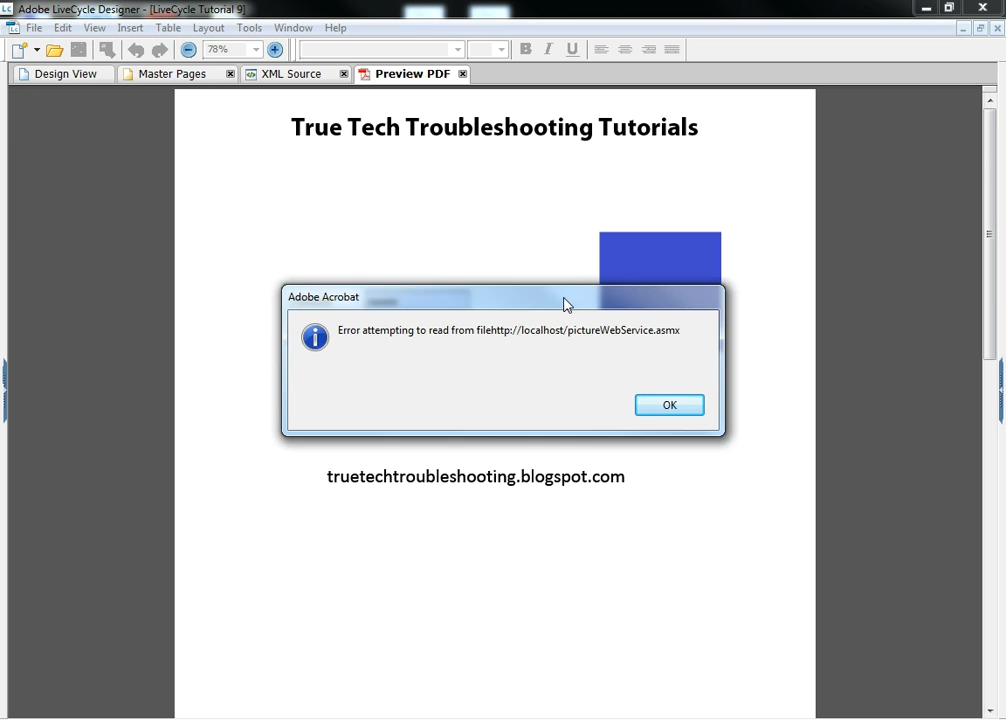 Lc Adobe LiveCycle Designer - [LiveCycle Tutorial 9]
File Edit View Insert Table Layout Tools Window Help
78% B I U
Design View Master Pages XML Source Preview PDF
True Tech Troubleshooting Tutorials
Adobe Acrobat
Error attempting to read from filehttp://localhost/pictureWebService.asmx
OK
truetechtroubleshooting.blogspot.com